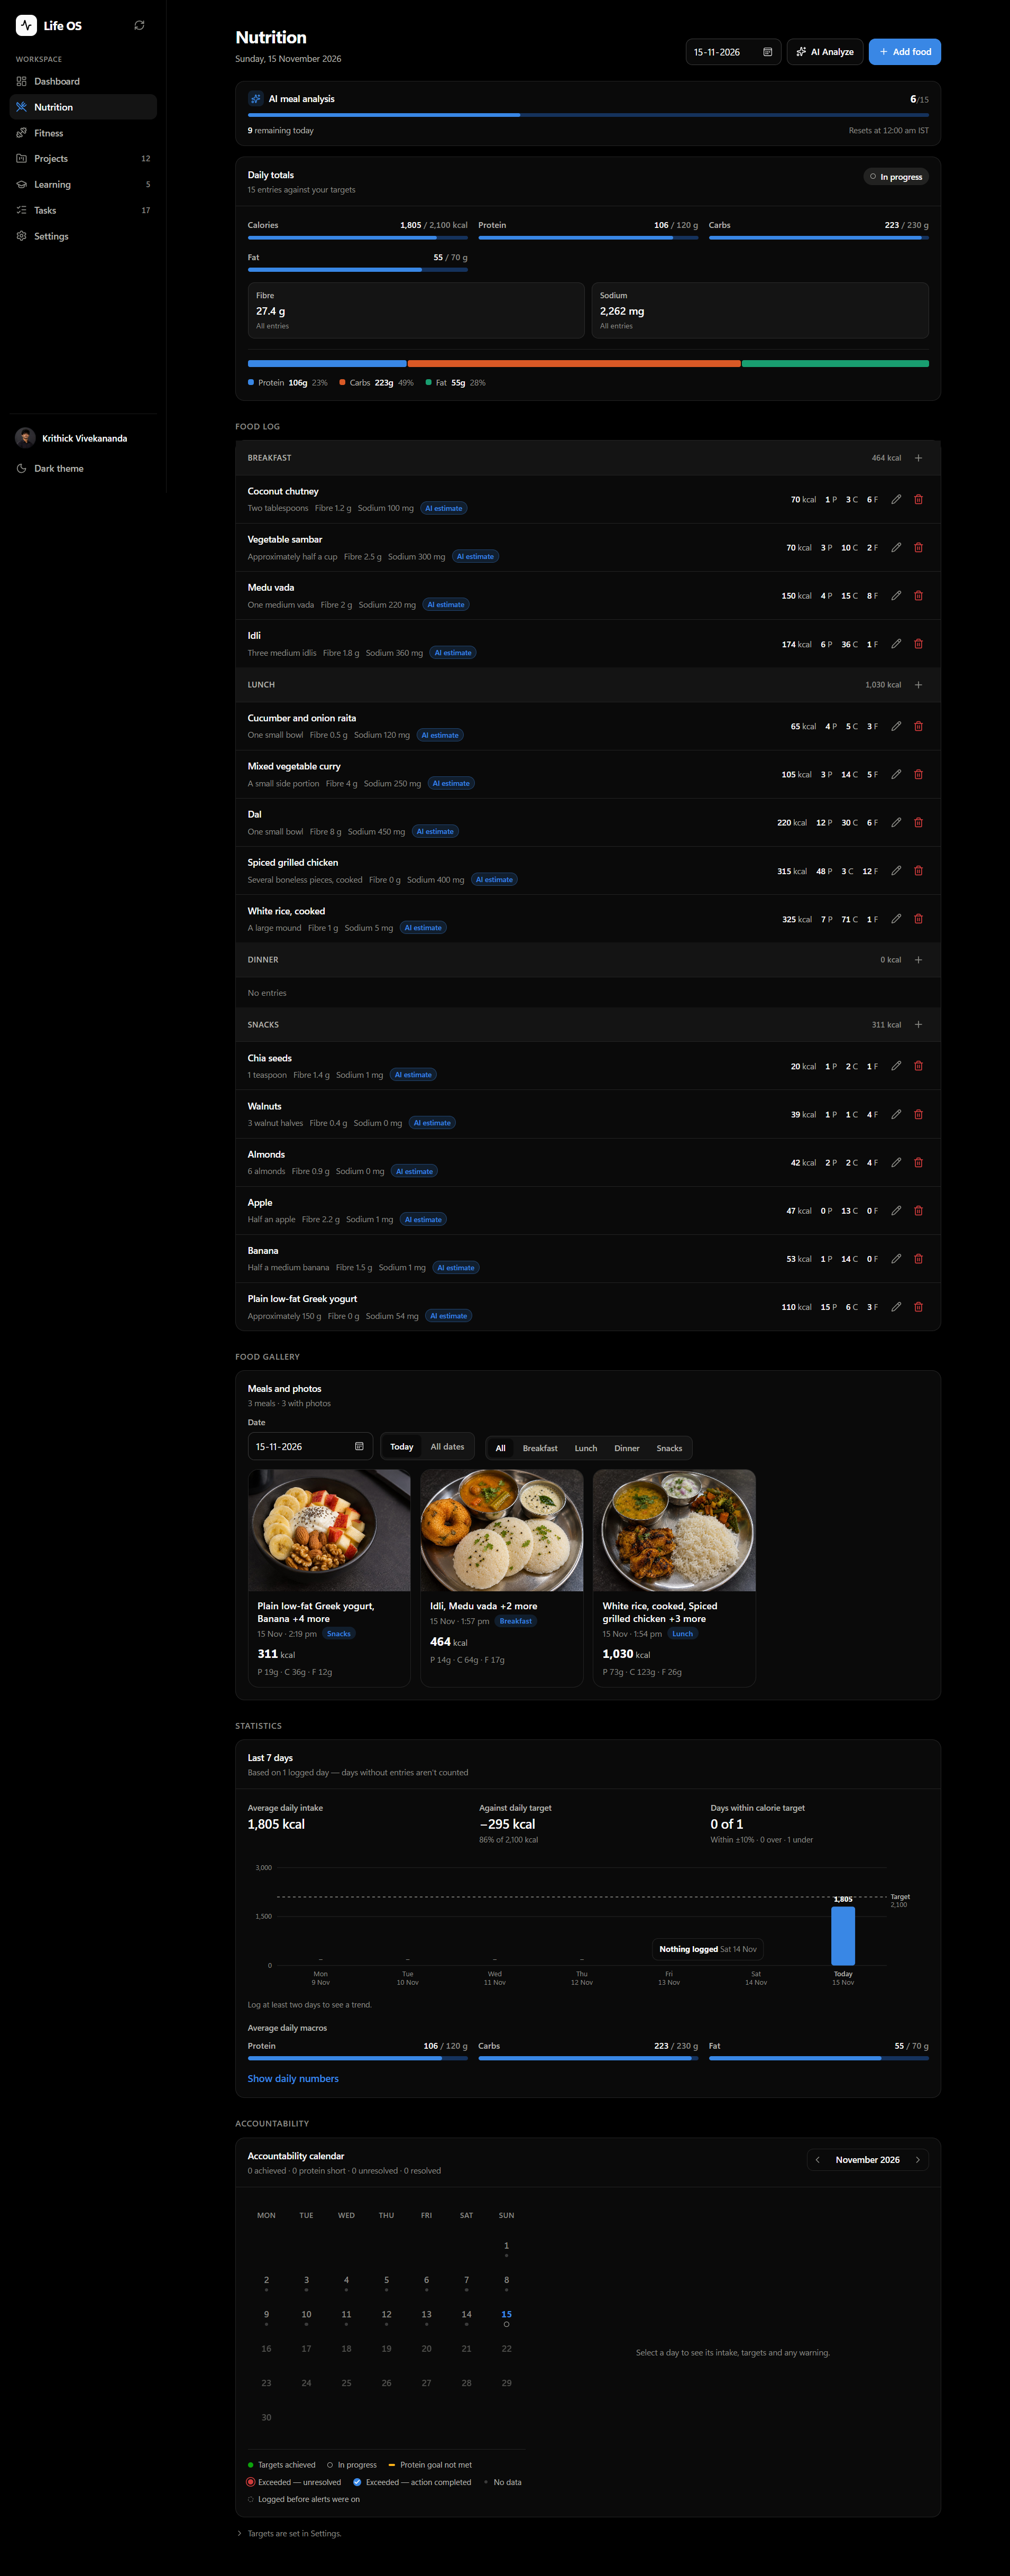 Life OS
WORKSPACE
Dashboard
Nutrition
Fitness
Projects 12
Learning 5
Tasks 17
Settings
Krithick Vivekananda
Dark theme
Nutrition
Sunday, 15 November 2026
15-11-2026
AI Analyze
Add food
AI meal analysis 6/15
9 remaining today Resets at 12:00 am IST
Daily totals
15 entries against your targets
In progress
Calories 1,805 / 2,100 kcal Protein 106 / 120 g Carbs 223 / 230 g
Fat 55 / 70 g
Fibre
27.4 g
All entries
Sodium
2,262 mg
All entries
Protein 106g 23% Carbs 223g 49% Fat 55g 28%
FOOD LOG
BREAKFAST 464 kcal
Coconut chutney
Two tablespoons Fibre 1.2 g Sodium 100 mg AI estimate
70 kcal 1 P 3 C 6 F
Vegetable sambar
Approximately half a cup Fibre 2.5 g Sodium 300 mg AI estimate
70 kcal 3 P 10 C 2 F
Medu vada
One medium vada Fibre 2 g Sodium 220 mg AI estimate
150 kcal 4 P 15 C 8 F
Idli
Three medium idlis Fibre 1.8 g Sodium 360 mg AI estimate
174 kcal 6 P 36 C 1 F
LUNCH 1,030 kcal
Cucumber and onion raita
One small bowl Fibre 0.5 g Sodium 120 mg AI estimate
65 kcal 4 P 5 C 3 F
Mixed vegetable curry
A small side portion Fibre 4 g Sodium 250 mg AI estimate
105 kcal 3 P 14 C 5 F
Dal
One small bowl Fibre 8 g Sodium 450 mg AI estimate
220 kcal 12 P 30 C 6 F
Spiced grilled chicken
Several boneless pieces, cooked Fibre 0 g Sodium 400 mg AI estimate
315 kcal 48 P 3 C 12 F
White rice, cooked
A large mound Fibre 1 g Sodium 5 mg AI estimate
325 kcal 7 P 71 C 1 F
DINNER 0 kcal
No entries
SNACKS 311 kcal
Chia seeds
1 teaspoon Fibre 1.4 g Sodium 1 mg AI estimate
20 kcal 1 P 2 C 1 F
Walnuts
3 walnut halves Fibre 0.4 g Sodium 0 mg AI estimate
39 kcal 1 P 1 C 4 F
Almonds
6 almonds Fibre 0.9 g Sodium 0 mg AI estimate
42 kcal 2 P 2 C 4 F
Apple
Half an apple Fibre 2.2 g Sodium 1 mg AI estimate
47 kcal 0 P 13 C 0 F
Banana
Half a medium banana Fibre 1.5 g Sodium 1 mg AI estimate
53 kcal 1 P 14 C 0 F
Plain low-fat Greek yogurt
Approximately 150 g Fibre 0 g Sodium 54 mg AI estimate
110 kcal 15 P 6 C 3 F
FOOD GALLERY
Meals and photos
3 meals · 3 with photos
Date
15-11-2026 Today All dates All Breakfast Lunch Dinner Snacks
Plain low-fat Greek yogurt,
Banana +4 more
15 Nov · 2:19 pm Snacks
311 kcal
P 19g · C 36g · F 12g
Idli, Medu vada +2 more
15 Nov · 1:57 pm Breakfast
464 kcal
P 14g · C 64g · F 17g
White rice, cooked, Spiced
grilled chicken +3 more
15 Nov · 1:54 pm Lunch
1,030 kcal
P 73g · C 123g · F 26g
STATISTICS
Last 7 days
Based on 1 logged day — days without entries aren't counted
Average daily intake
1,805 kcal
Against daily target
−295 kcal
86% of 2,100 kcal
Days within calorie target
0 of 1
Within ±10% · 0 over · 1 under
3,000
1,500
0
1,805
Target
2,100
Nothing logged Sat 14 Nov
– – – –
Mon Tue Wed Thu Fri Sat Today
9 Nov 10 Nov 11 Nov 12 Nov 13 Nov 14 Nov 15 Nov
Log at least two days to see a trend.
Average daily macros
Protein 106 / 120 g Carbs 223 / 230 g Fat 55 / 70 g
Show daily numbers
ACCOUNTABILITY
Accountability calendar
0 achieved · 0 protein short · 0 unresolved · 0 resolved
November 2026
MON TUE WED THU FRI SAT SUN
1
2 3 4 5 6 7 8
9 10 11 12 13 14 15
16 17 18 19 20 21 22
23 24 25 26 27 28 29
30
Select a day to see its intake, targets and any warning.
Targets achieved In progress Protein goal not met
Exceeded — unresolved Exceeded — action completed No data
Logged before alerts were on
Targets are set in Settings.